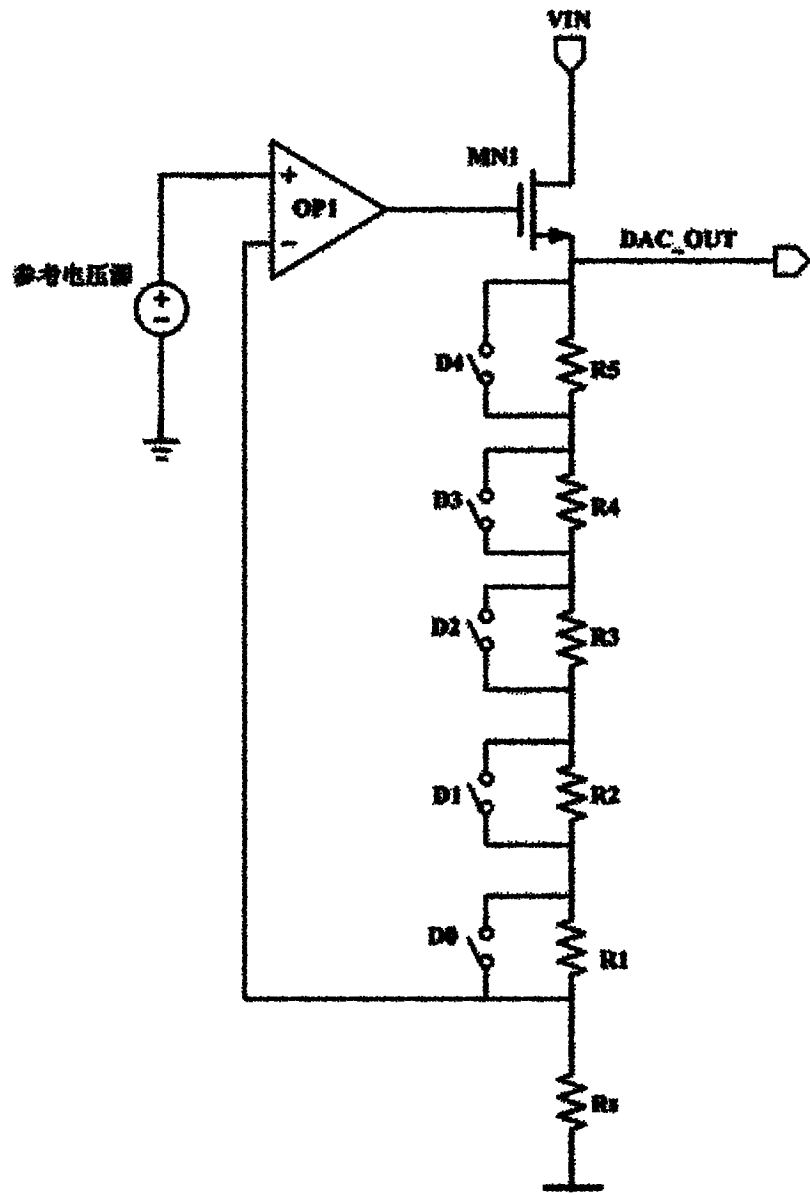 VIN
MN1
+
OP1
−
DAC_OUT
参考电压源
+
−
D4
R5
D3
R4
D2
R3
D1
R2
D0
R1
Rs